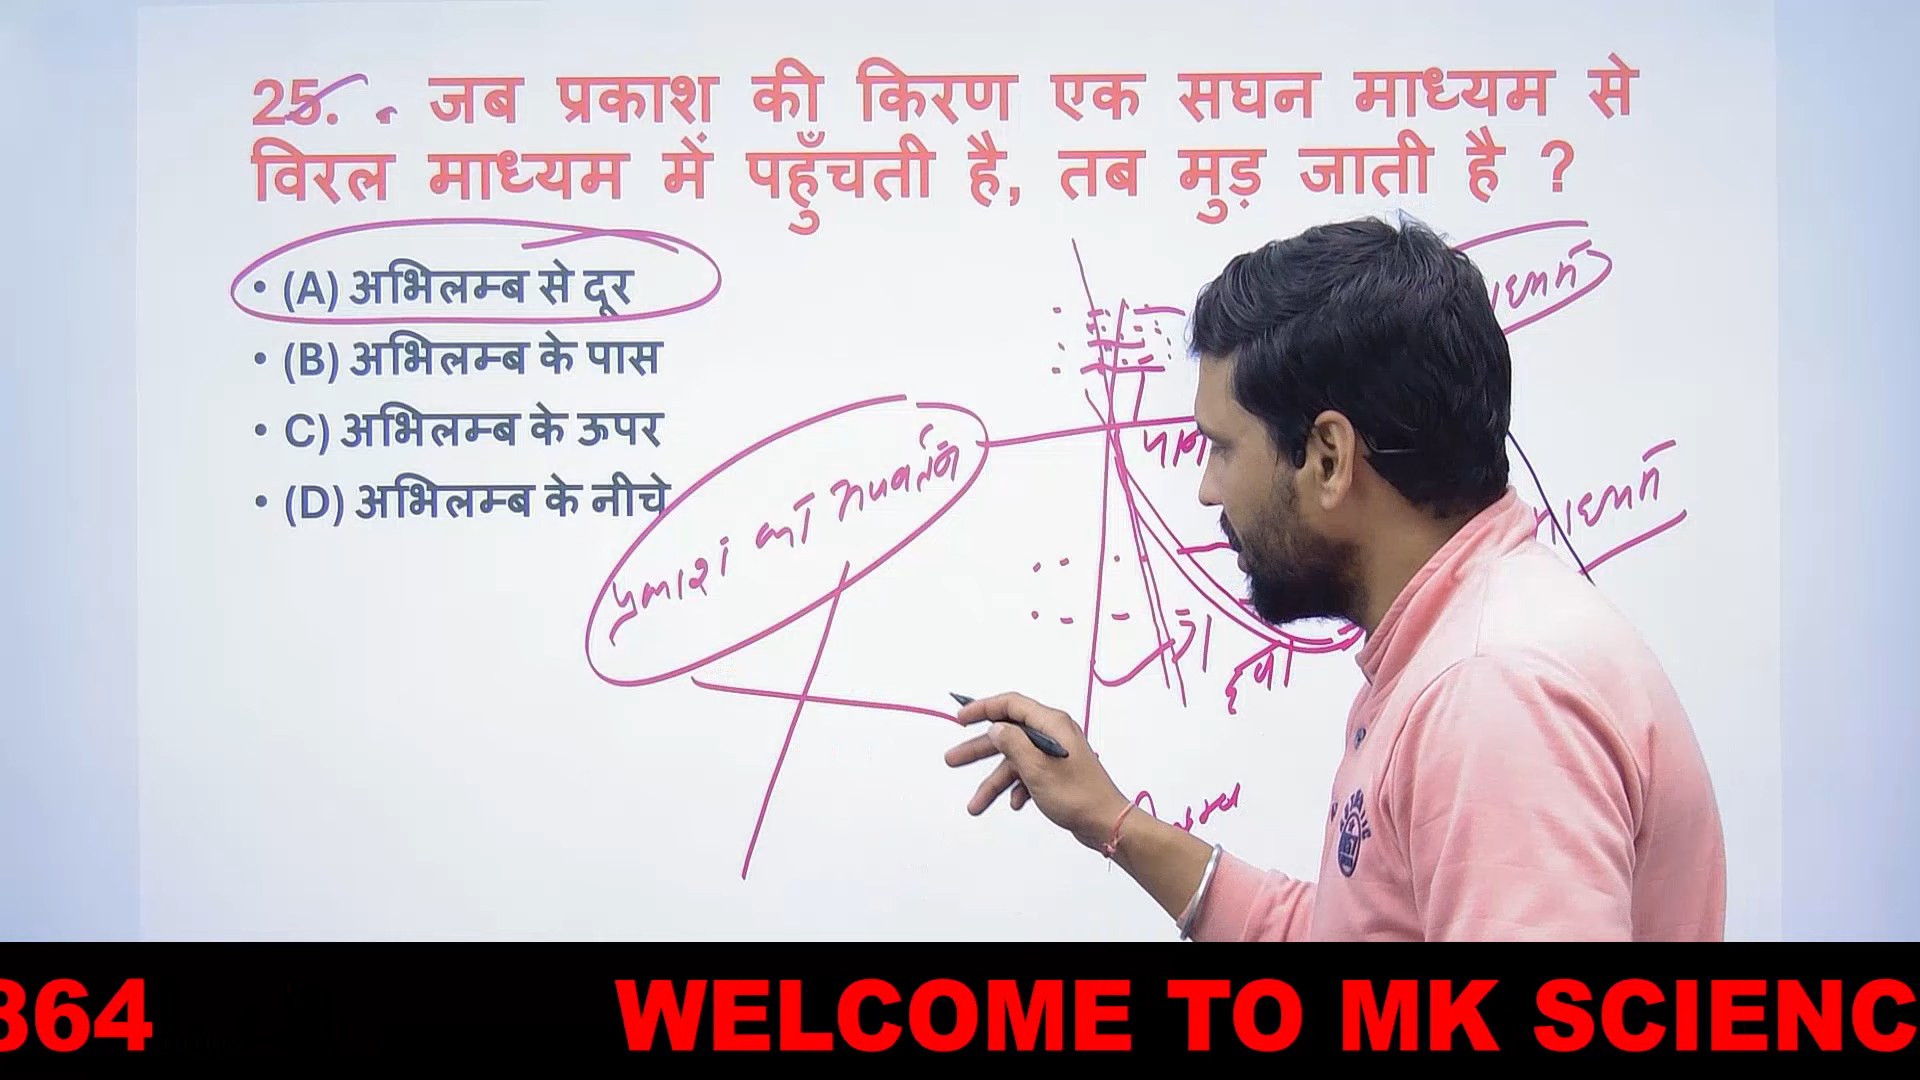 25. जब प्रकाश की किरण एक सघन माध्यम से
विरल माध्यम में पहुँचती है, तब मुड़ जाती है ?
• (A) अभिलम्ब से दूर
• (B) अभिलम्ब के पास
• C) अभिलम्ब के ऊपर
• (D) अभिलम्ब के नीचे
प्रकाश का अपवर्तन
हवा
864 WELCOME TO MK SCIENC